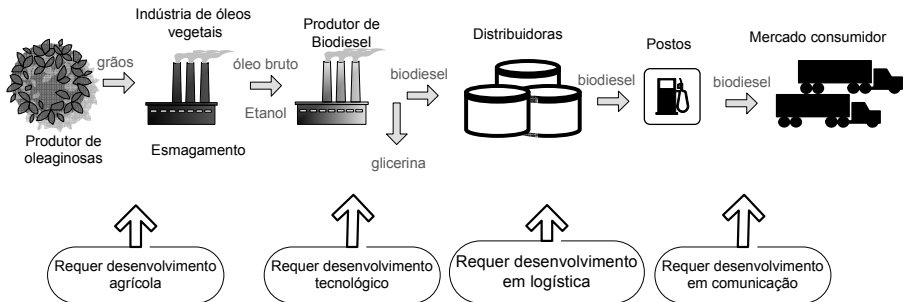 Indústria de óleos
vegetais
Produtor de
Biodiesel
Distribuidoras
Postos
Mercado consumidor
grãos
óleo bruto
Etanol
biodiesel
biodiesel
biodiesel
Produtor de
oleaginosas
Esmagamento
glicerina
Requer desenvolvimento
agrícola
Requer desenvolvimento
tecnológico
Requer desenvolvimento
em logística
Requer desenvolvimento
em comunicação